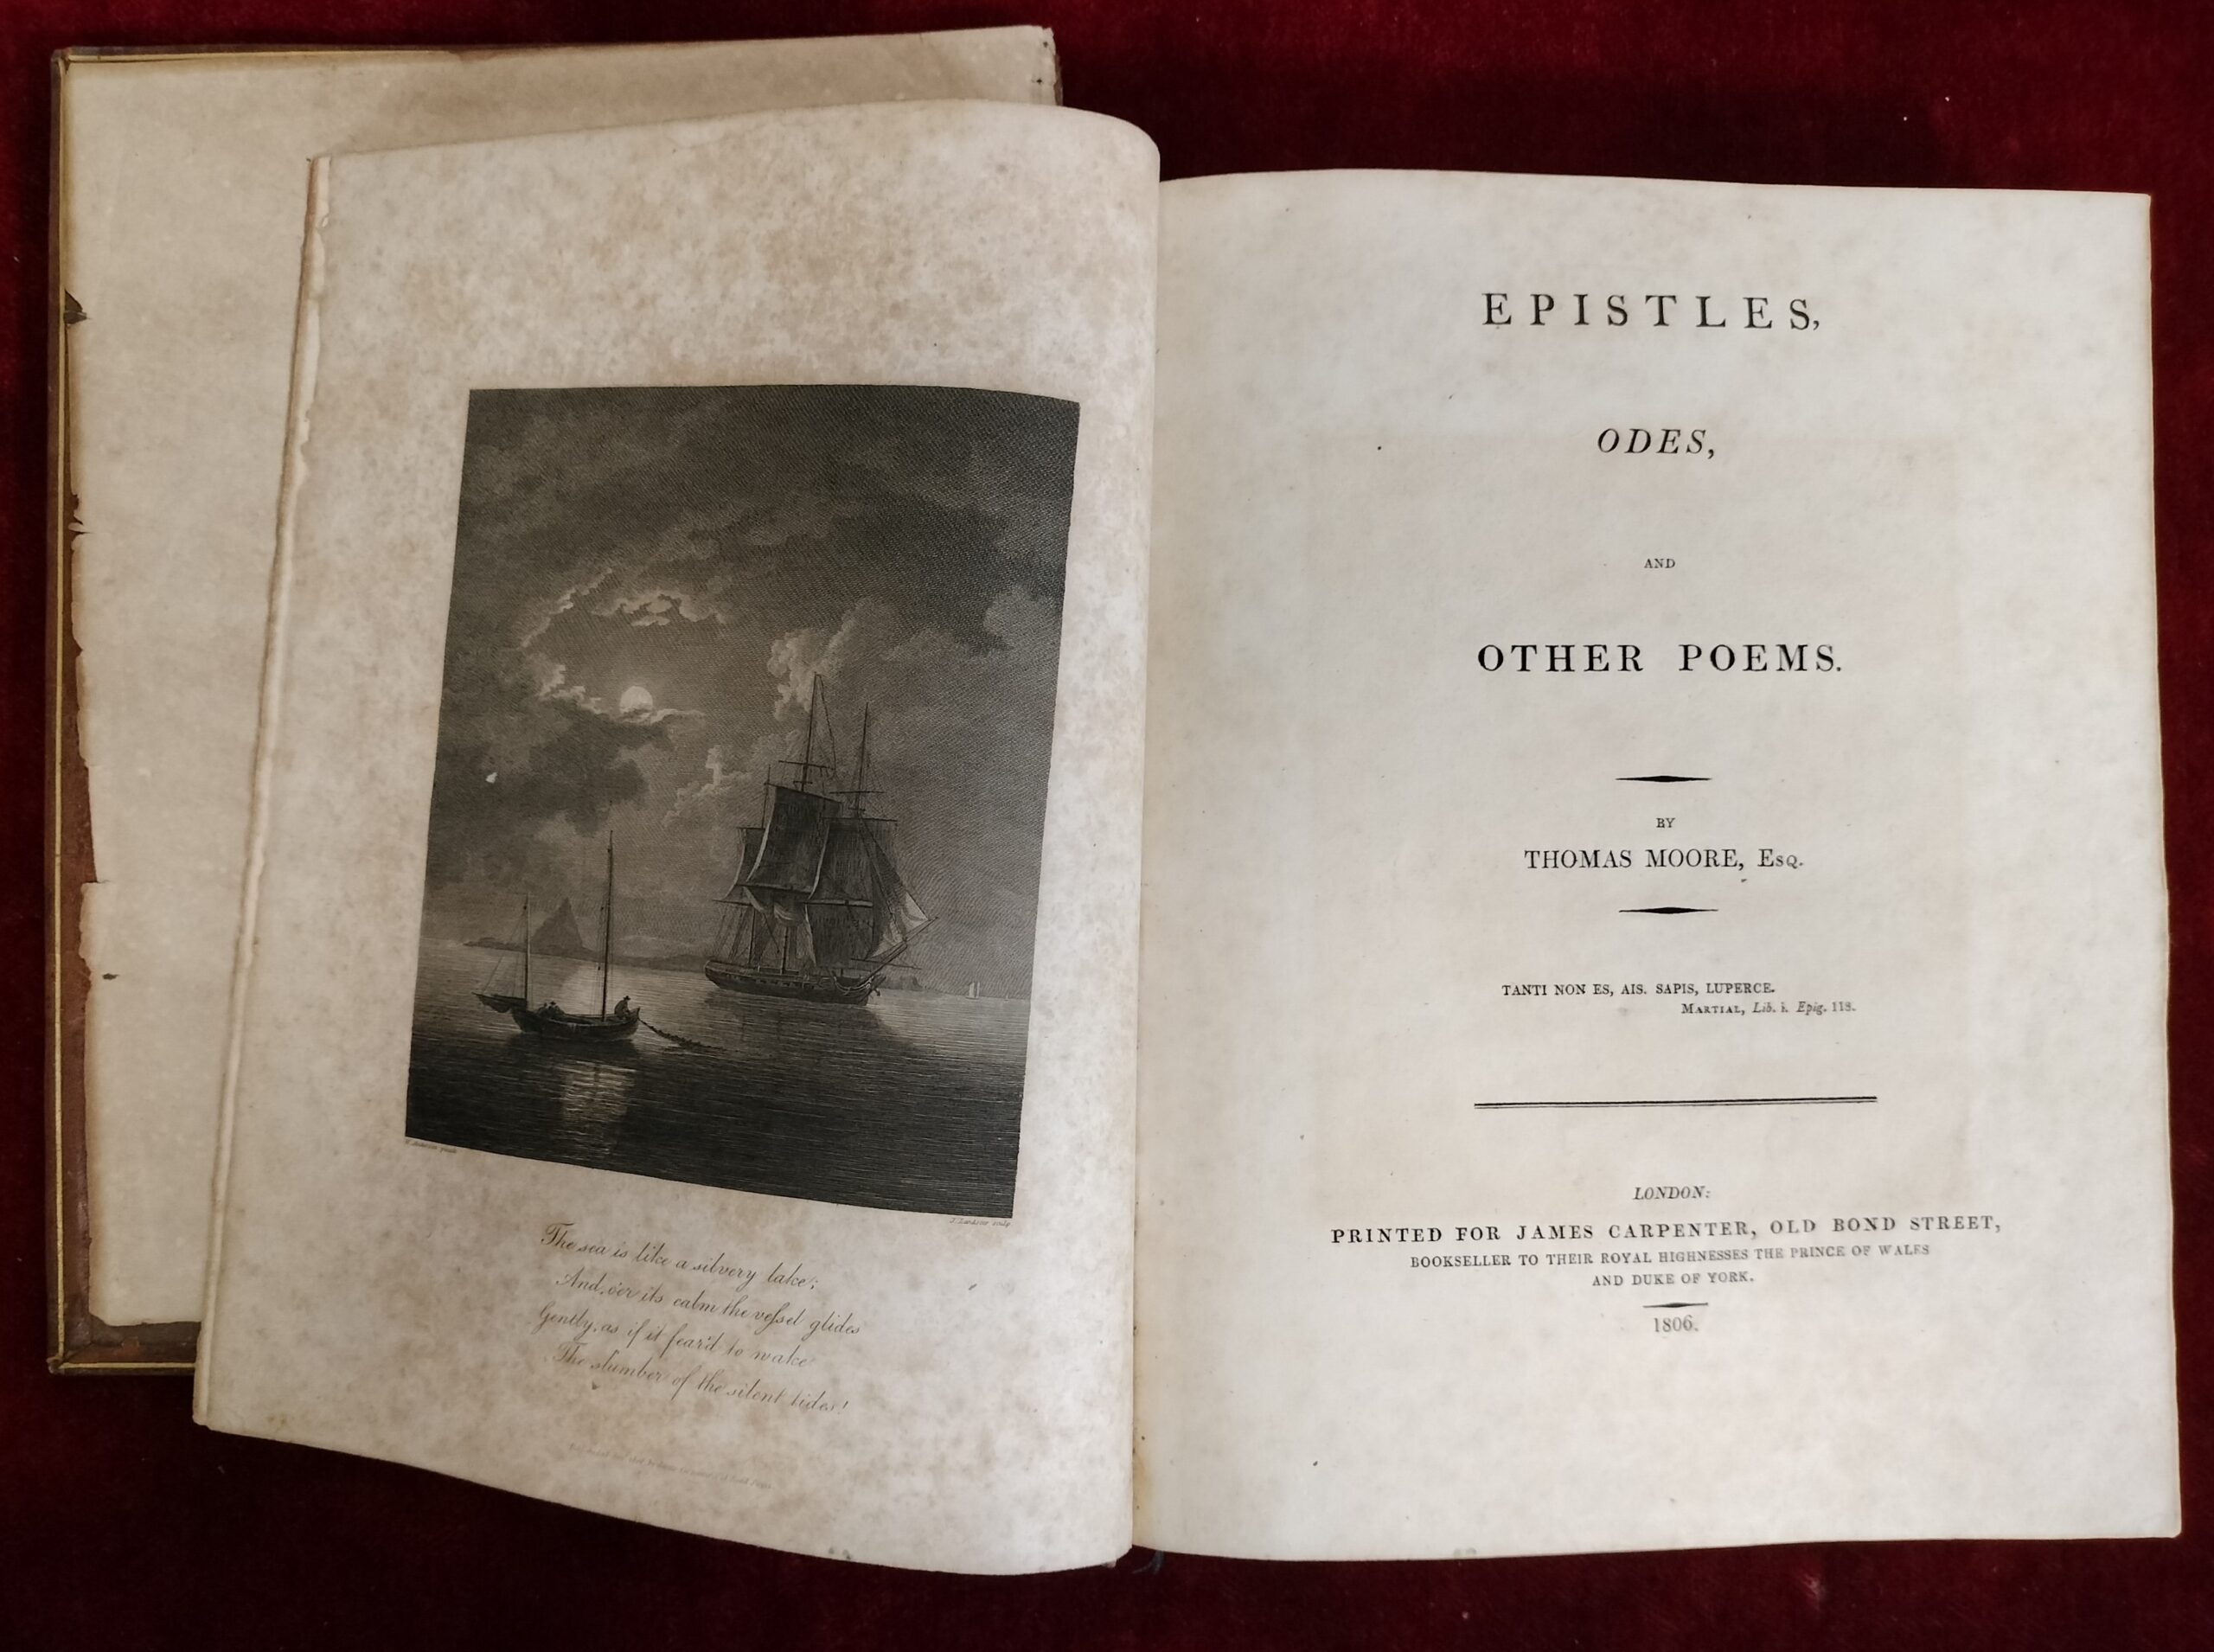 The sea is like a silvery lake;
And, o'er its calm the vessel glides
Gently, as if it fear'd to wake
The slumber of the silent tides!
EPISTLES,
ODES,
AND
OTHER POEMS.
BY
THOMAS MOORE, Esq.
TANTI NON ES, AIS. SAPIS, LUPERCE.
Martial, Lib. i. Epig. 118.
LONDON:
PRINTED FOR JAMES CARPENTER, OLD BOND STREET,
BOOKSELLER TO THEIR ROYAL HIGHNESSES THE PRINCE OF WALES
AND DUKE OF YORK.
1806.